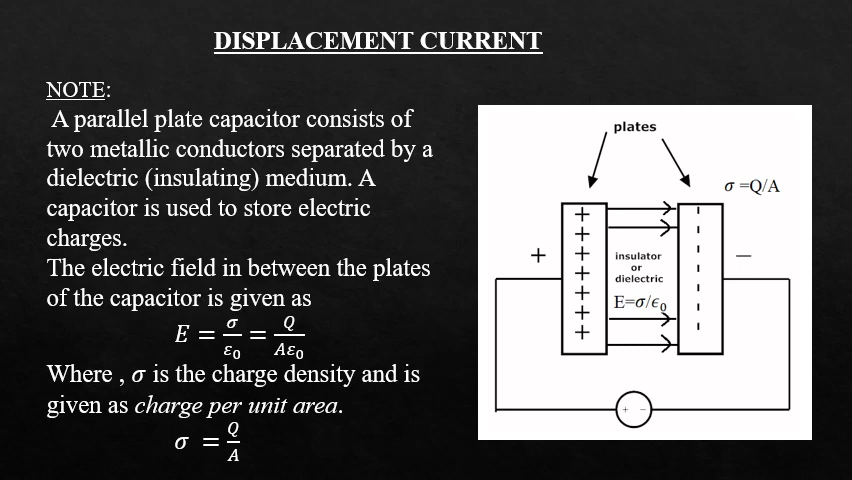 DISPLACEMENT CURRENT
NOTE:
A parallel plate capacitor consists of
two metallic conductors separated by a
dielectric (insulating) medium. A
capacitor is used to store electric
charges.
The electric field in between the plates
of the capacitor is given as
E = σ/ε₀ = Q/Aε₀
Where , σ is the charge density and is
given as charge per unit area.
σ = Q/A
plates
σ =Q/A
+ −
insulator
or
dielectric
E=σ/ϵ₀
+ −